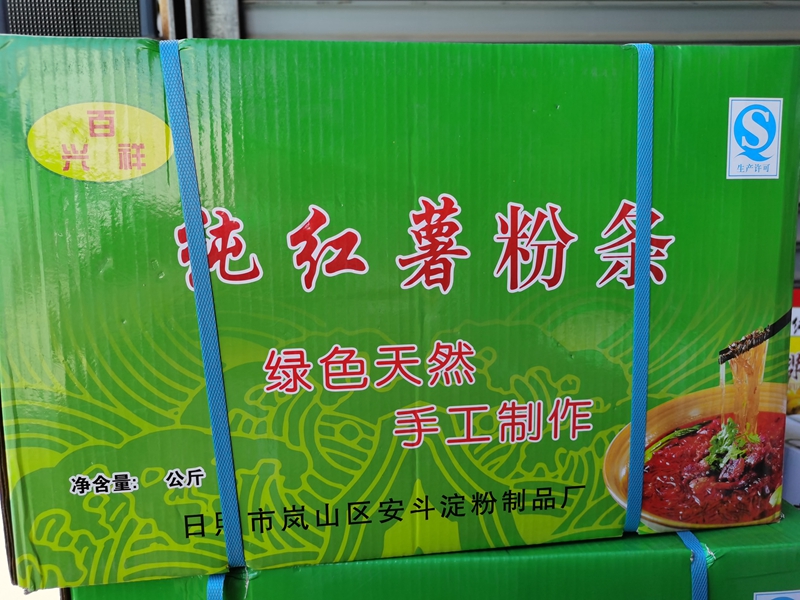 百
兴祥
生产许可
纯红薯粉条
绿色天然
手工制作
净含量: 公斤
日照市岚山区安斗淀粉制品厂